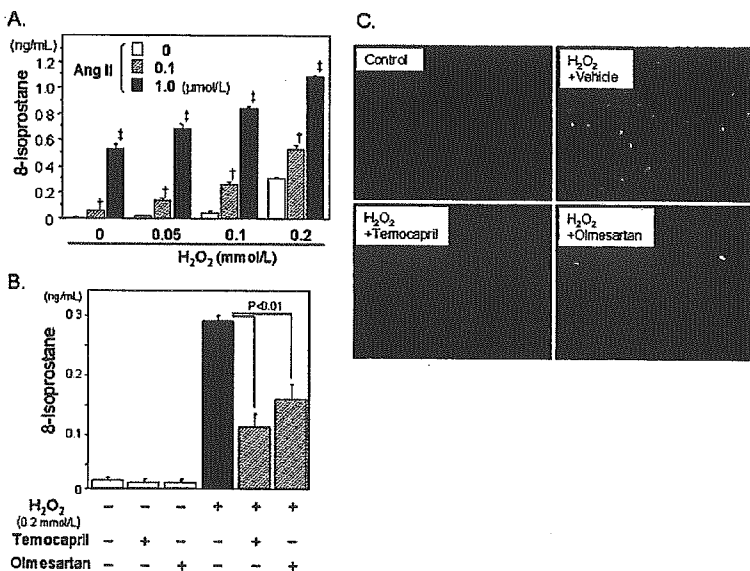 A.
(ng/mL)
8-Isoprostane
1.2
1.0
0.8
0.6
0.4
0.2
0
Ang II
0
0.1
1.0 (μmol/L)
† ‡ † ‡ † ‡ † ‡
0 0.05 0.1 0.2
H₂O₂ (mmol/L)
B.
(ng/mL)
8-Isoprostane
0.3
0.2
0.1
0
P<0.01
H₂O₂ – – – + + +
(0.2 mmol/L)
Temocapril – + – – + –
Olmesartan – – + – – +
C.
Control
H₂O₂
+Vehicle
H₂O₂
+Temocapril
H₂O₂
+Olmesartan